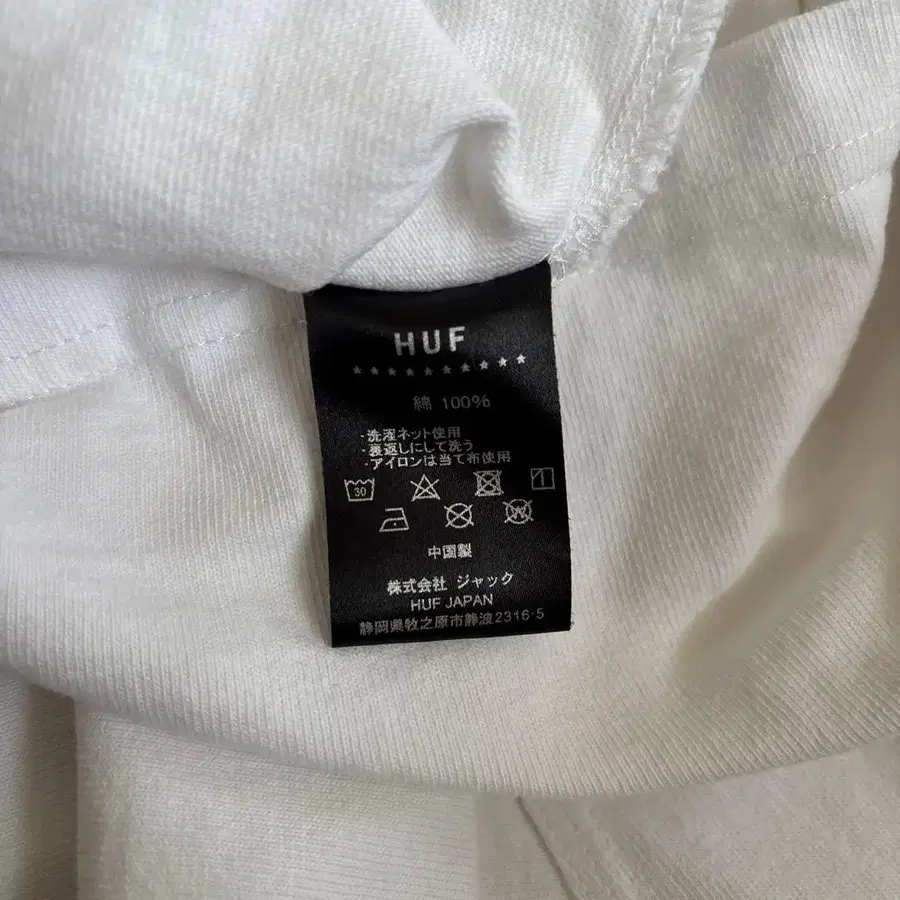 HUF
綿 100%
・洗濯ネット使用
・裏返しにして洗う
・アイロンは当て布使用
30
W
中国製
株式会社 ジャック
HUF JAPAN
静岡県牧之原市静波2316-5